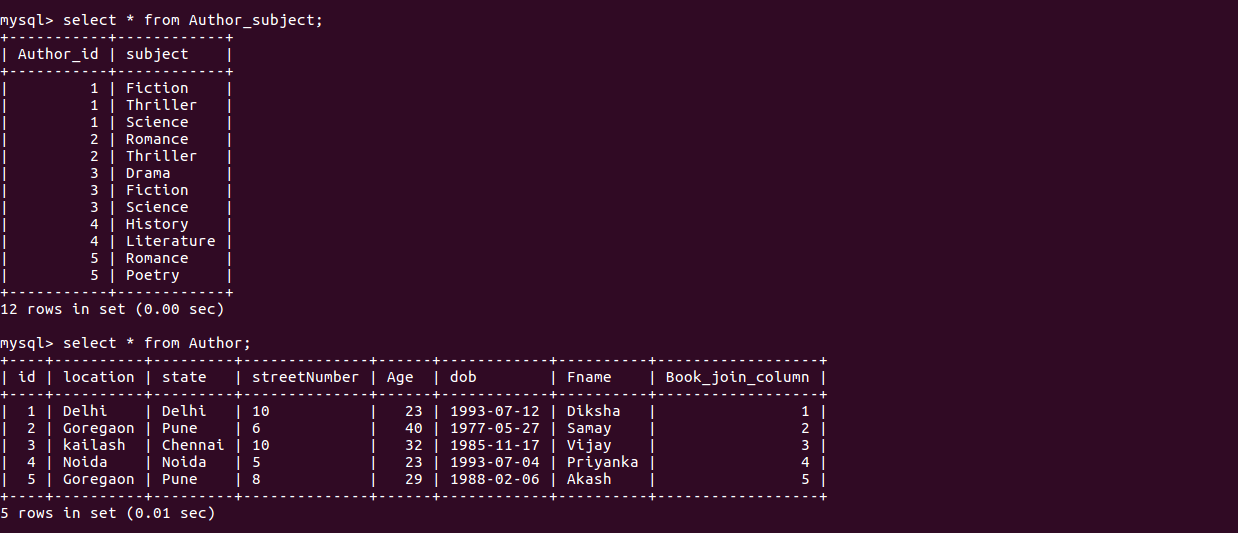 mysql> select * from Author_subject;
+-----------+------------+
| Author_id | subject    |
+-----------+------------+
|         1 | Fiction    |
|         1 | Thriller   |
|         1 | Science    |
|         2 | Romance    |
|         2 | Thriller   |
|         3 | Drama      |
|         3 | Fiction    |
|         3 | Science    |
|         4 | History    |
|         4 | Literature |
|         5 | Romance    |
|         5 | Poetry     |
+-----------+------------+
12 rows in set (0.00 sec)
mysql> select * from Author;
+----+----------+---------+--------------+------+------------+----------+------------------+
| id | location | state   | streetNumber | Age  | dob        | Fname    | Book_join_column |
+----+----------+---------+--------------+------+------------+----------+------------------+
|  1 | Delhi    | Delhi   | 10           |   23 | 1993-07-12 | Diksha   |                1 |
|  2 | Goregaon | Pune    | 6            |   40 | 1977-05-27 | Samay    |                2 |
|  3 | kailash  | Chennai | 10           |   32 | 1985-11-17 | Vijay    |                3 |
|  4 | Noida    | Noida   | 5            |   23 | 1993-07-04 | Priyanka |                4 |
|  5 | Goregaon | Pune    | 8            |   29 | 1988-02-06 | Akash    |                5 |
+----+----------+---------+--------------+------+------------+----------+------------------+
5 rows in set (0.01 sec)